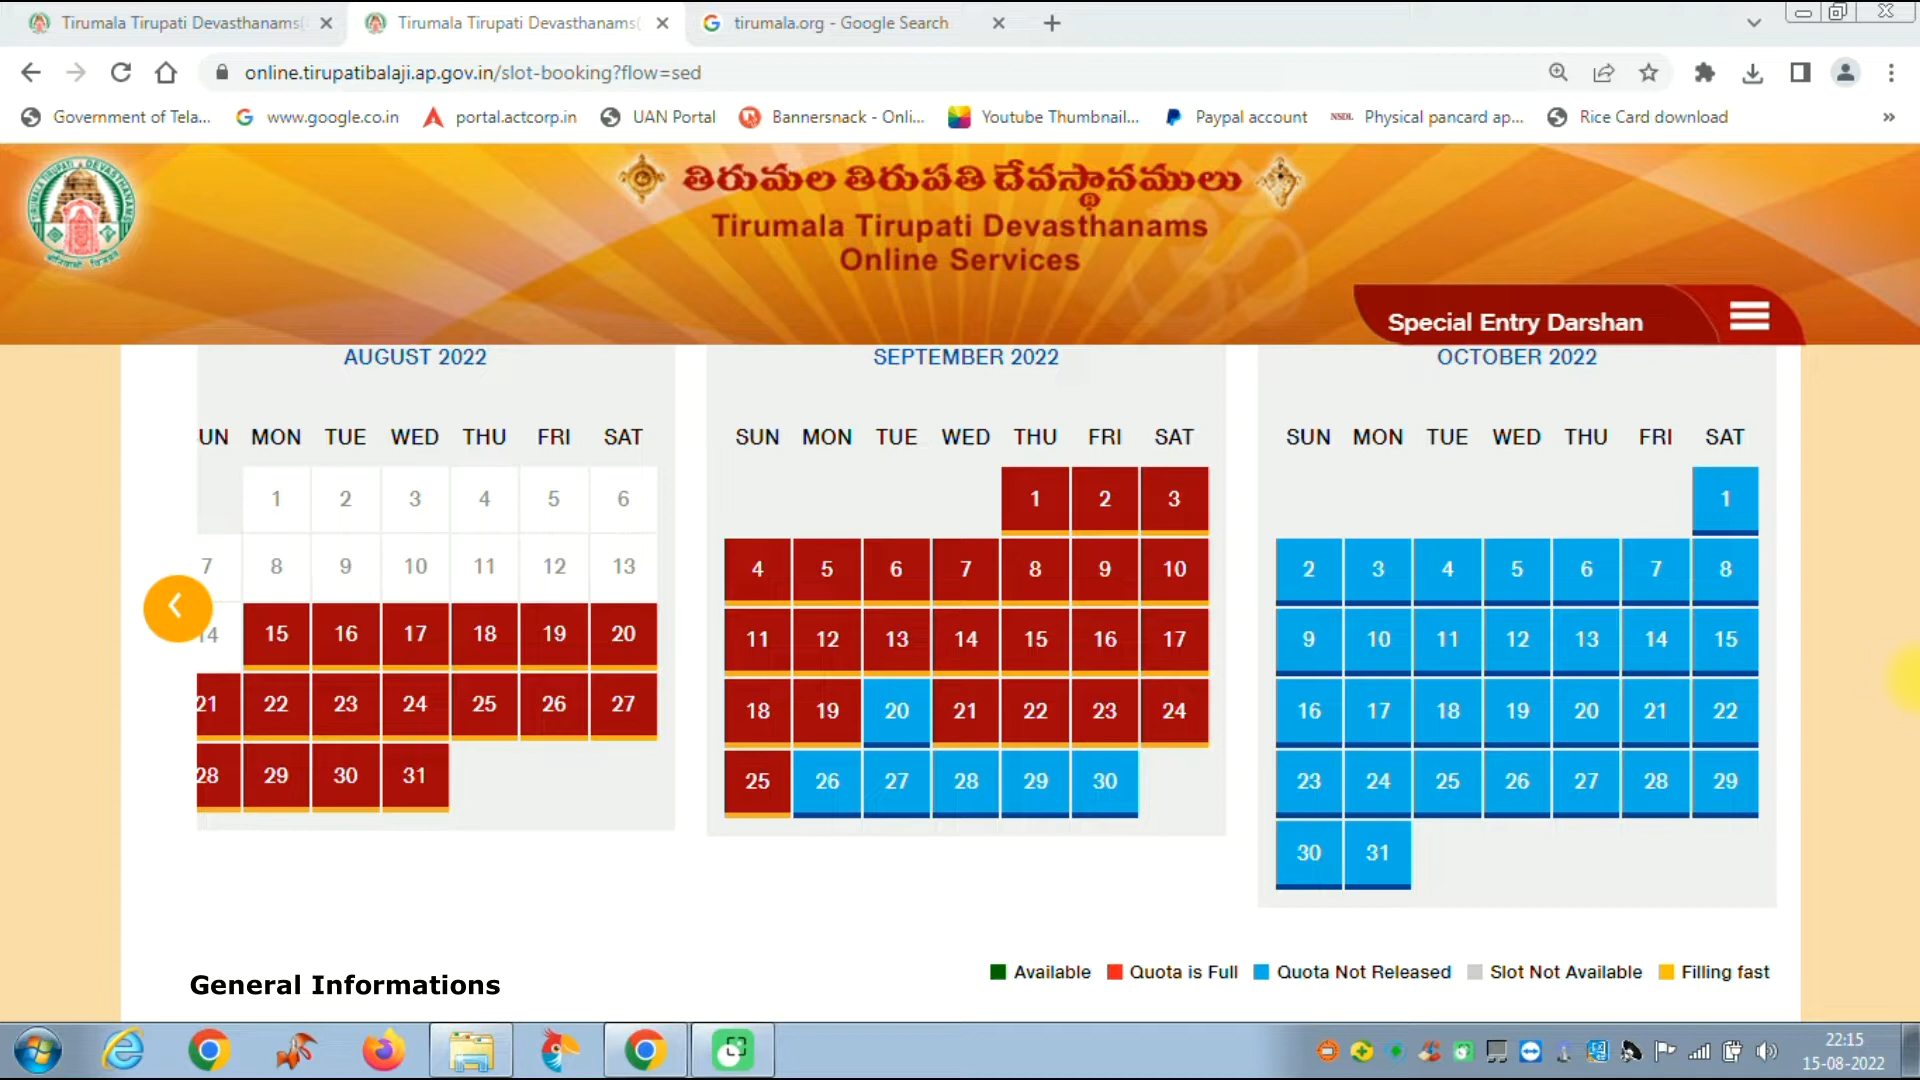 Tirumala Tirupati Devasthanams(
Tirumala Tirupati Devasthanams(
tirumala.org - Google Search
online.tirupatibalaji.ap.gov.in/slot-booking?flow=sed
Government of Tela...
www.google.co.in
portal.actcorp.in
UAN Portal
Bannersnack - Onli...
Youtube Thumbnail...
Paypal account
NSDL
Physical pancard ap...
Rice Card download
»
తిరుమల తిరుపతి దేవస్థానములు
Tirumala Tirupati Devasthanams
Online Services
Special Entry Darshan
AUGUST 2022
UN MON TUE WED THU FRI SAT
1 2 3 4 5 6
7 8 9 10 11 12 13
14 15 16 17 18 19 20
21 22 23 24 25 26 27
28 29 30 31
SEPTEMBER 2022
SUN MON TUE WED THU FRI SAT
1 2 3
4 5 6 7 8 9 10
11 12 13 14 15 16 17
18 19 20 21 22 23 24
25 26 27 28 29 30
OCTOBER 2022
SUN MON TUE WED THU FRI SAT
1
2 3 4 5 6 7 8
9 10 11 12 13 14 15
16 17 18 19 20 21 22
23 24 25 26 27 28 29
30 31
Available Quota is Full Quota Not Released Slot Not Available Filling fast
General Informations
22:15
15-08-2022